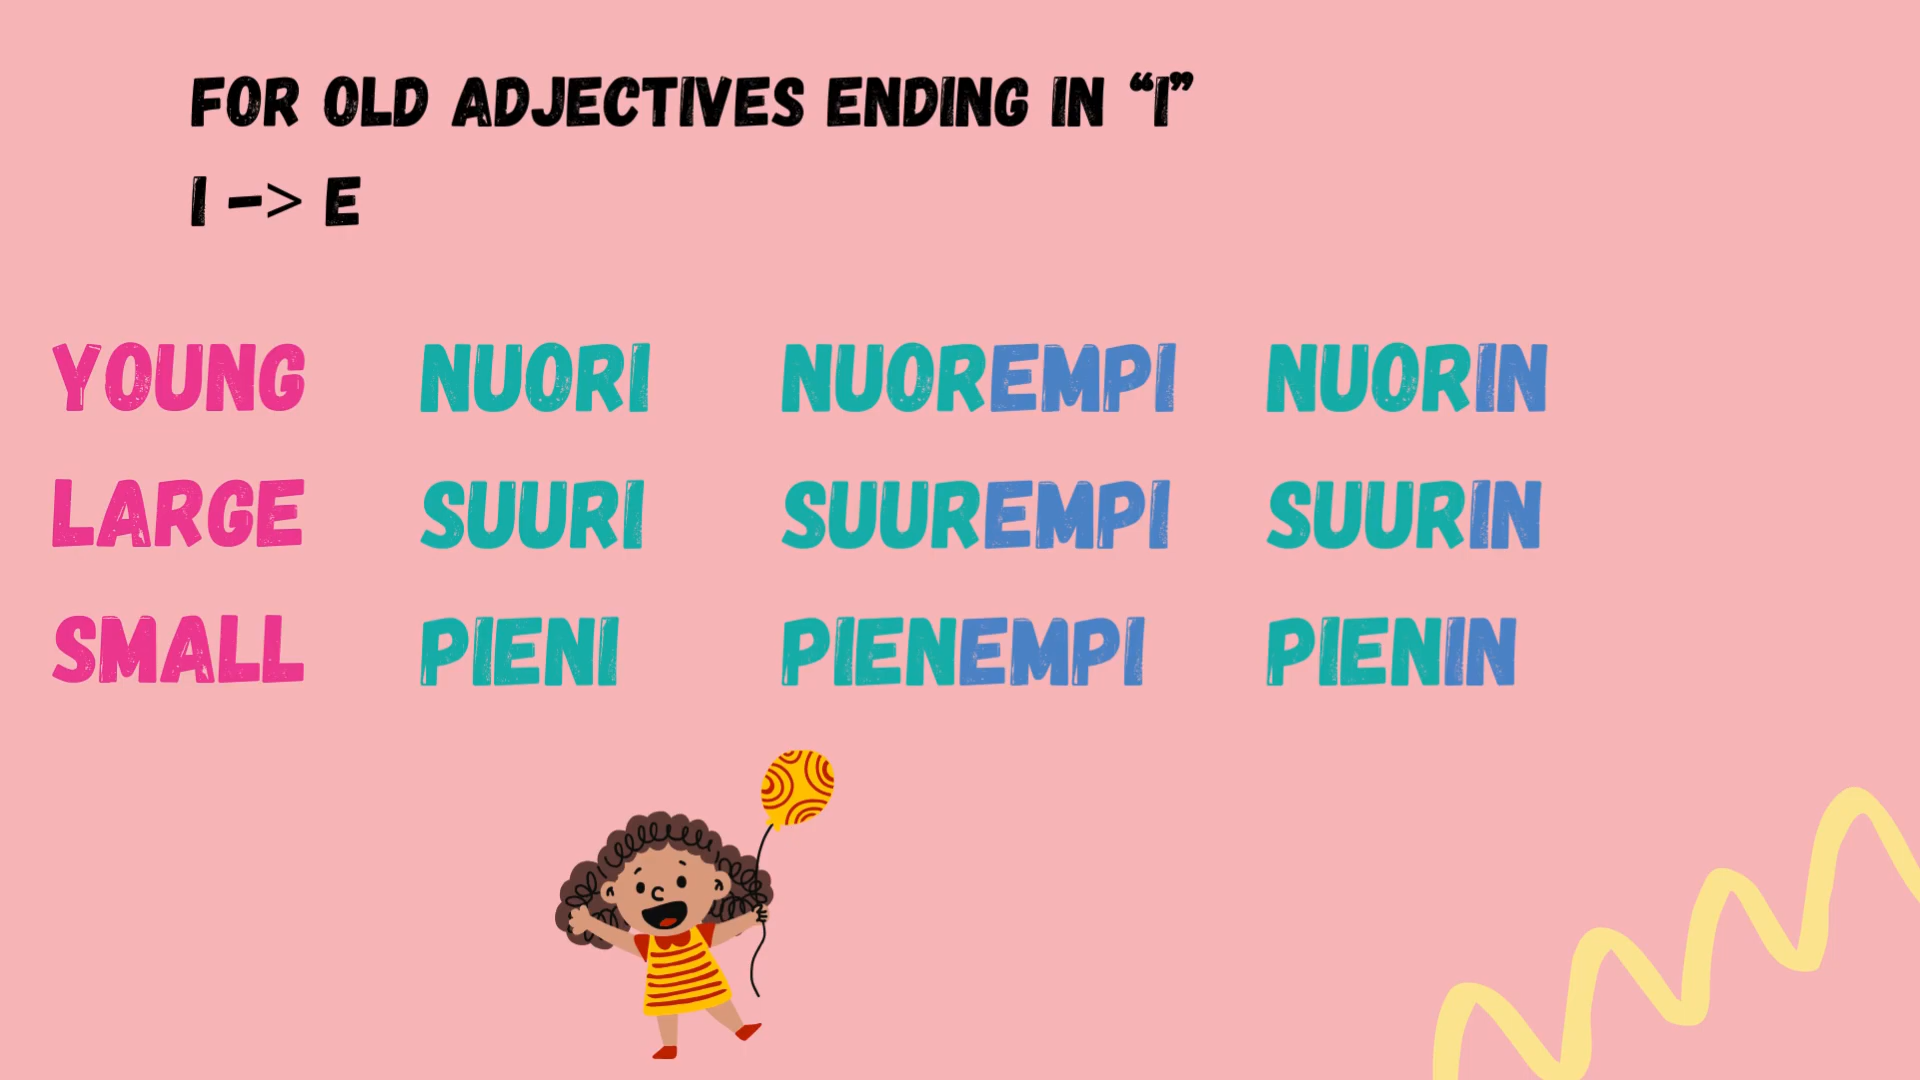 FOR OLD ADJECTIVES ENDING IN “I”
I –> E
YOUNG NUORI NUOREMPI NUORIN
LARGE SUURI SUUREMPI SUURIN
SMALL PIENI PIENEMPI PIENIN